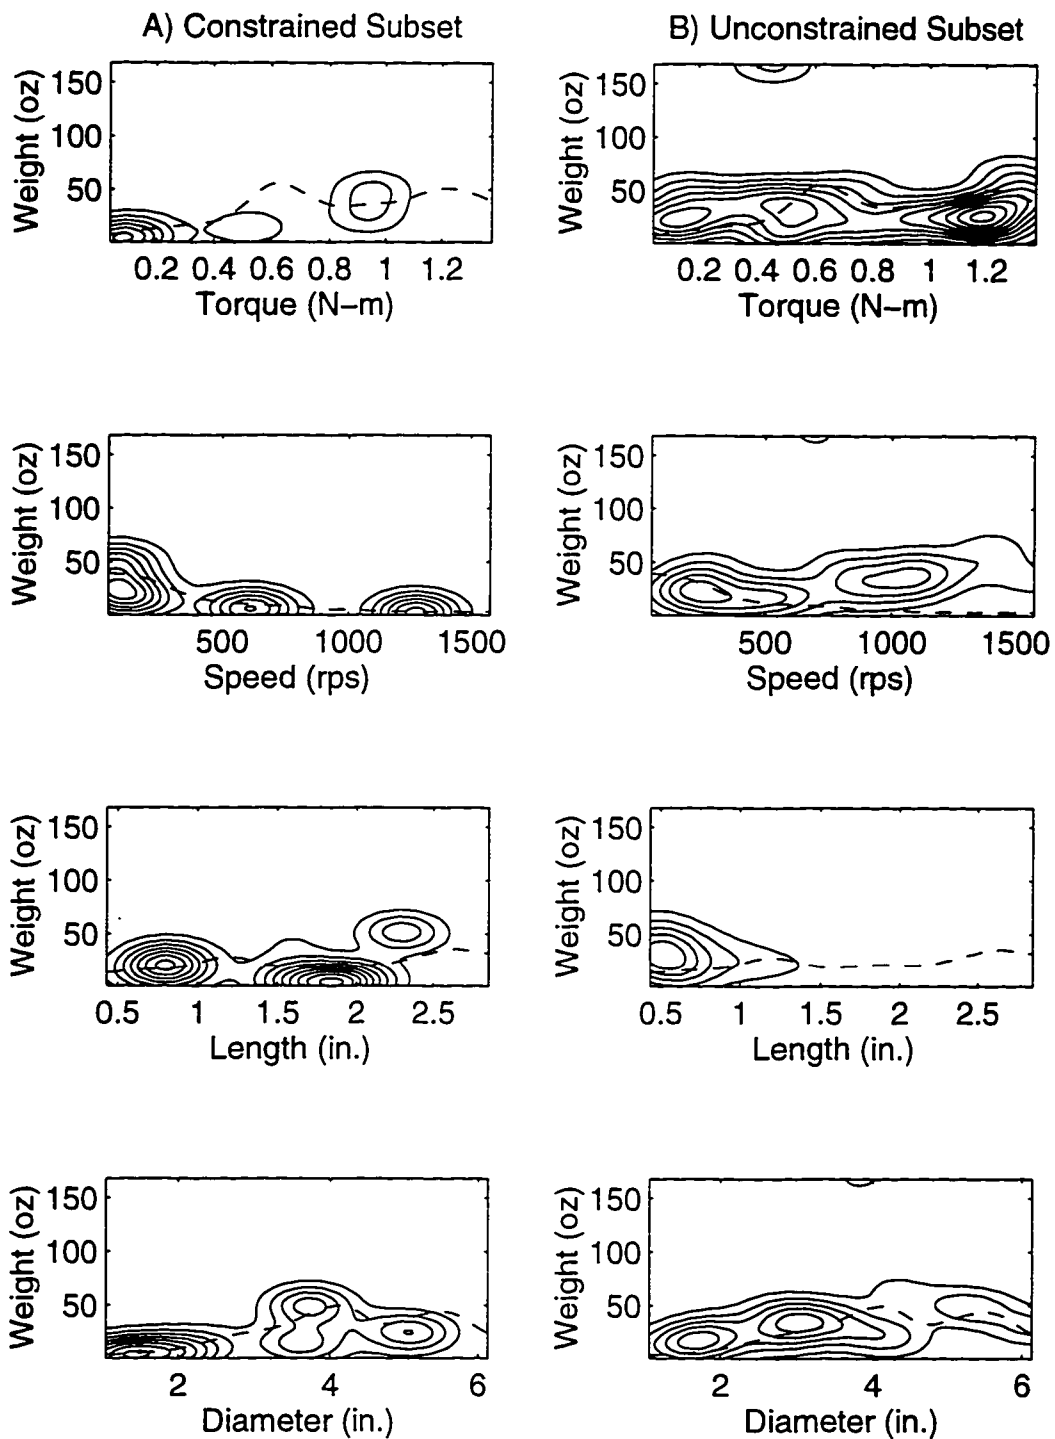 A) Constrained Subset
B) Unconstrained Subset
Weight (oz)
150
100
50
0.2 0.4 0.6 0.8 1 1.2
Torque (N-m)
Weight (oz)
150
100
50
0.2 0.4 0.6 0.8 1 1.2
Torque (N-m)
Weight (oz)
150
100
50
500 1000 1500
Speed (rps)
Weight (oz)
150
100
50
500 1000 1500
Speed (rps)
Weight (oz)
150
100
50
0.5 1 1.5 2 2.5
Length (in.)
Weight (oz)
150
100
50
0.5 1 1.5 2 2.5
Length (in.)
Weight (oz)
150
100
50
2 4 6
Diameter (in.)
Weight (oz)
150
100
50
2 4 6
Diameter (in.)